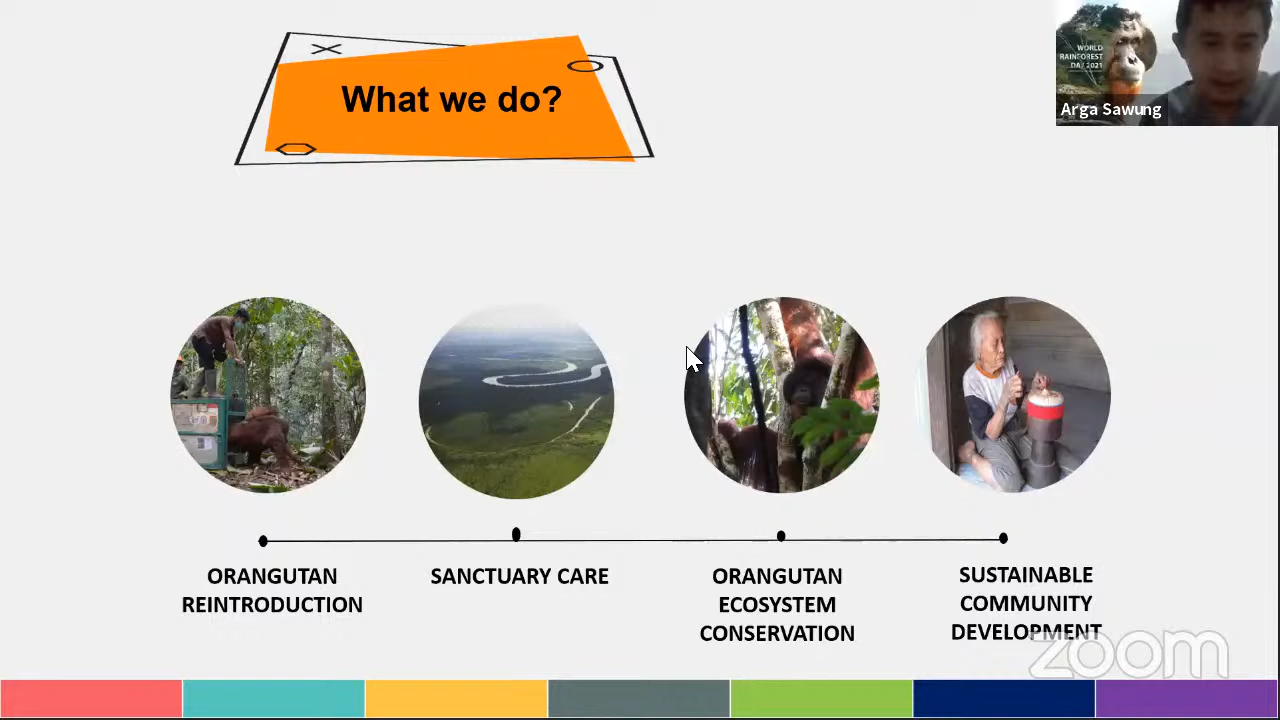 What we do?
WORLD
RAINFOREST
DAY 2021
Arga Sawung
ORANGUTAN
REINTRODUCTION
SANCTUARY CARE
ORANGUTAN
ECOSYSTEM
CONSERVATION
SUSTAINABLE
COMMUNITY
DEVELOPMENT
zoom